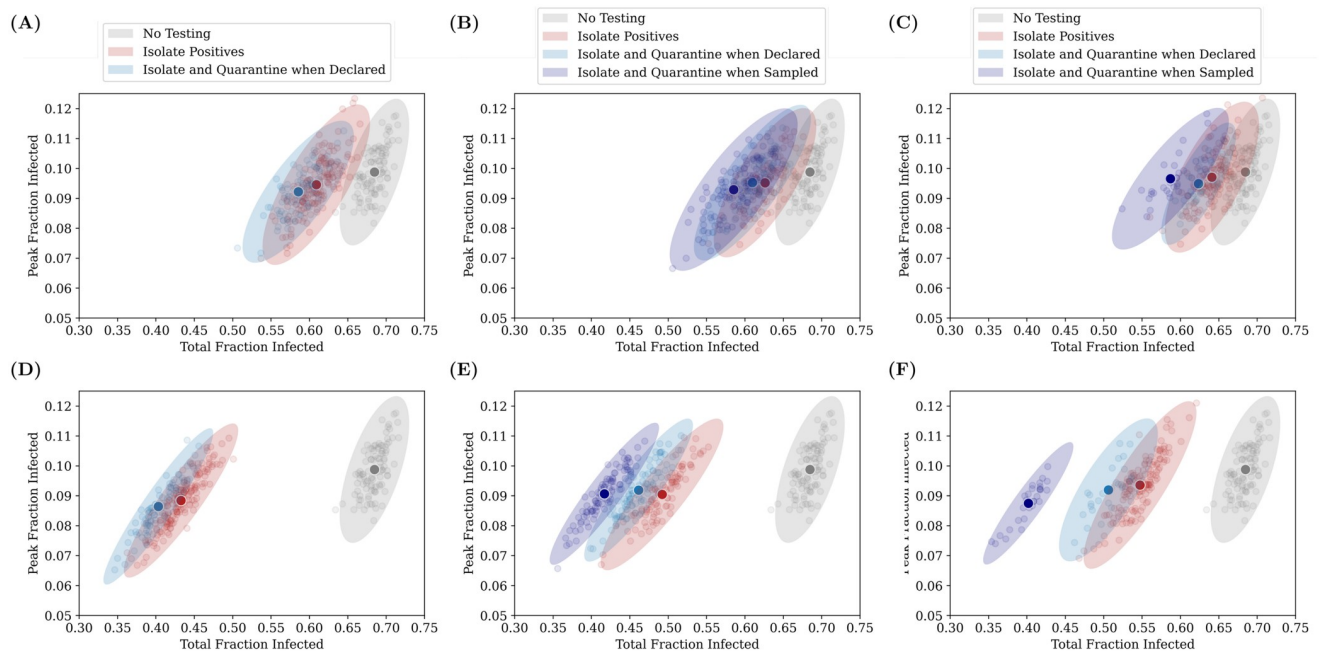 (A)
No Testing
Isolate Positives
Isolate and Quarantine when Declared
Peak Fraction Infected
0.12
0.11
0.10
0.09
0.08
0.07
0.06
0.05
0.30 0.35 0.40 0.45 0.50 0.55 0.60 0.65 0.70 0.75
Total Fraction Infected
(B)
No Testing
Isolate Positives
Isolate and Quarantine when Declared
Isolate and Quarantine when Sampled
Peak Fraction Infected
0.12
0.11
0.10
0.09
0.08
0.07
0.06
0.05
0.30 0.35 0.40 0.45 0.50 0.55 0.60 0.65 0.70 0.75
Total Fraction Infected
(C)
No Testing
Isolate Positives
Isolate and Quarantine when Declared
Isolate and Quarantine when Sampled
Peak Fraction Infected
0.12
0.11
0.10
0.09
0.08
0.07
0.06
0.05
0.30 0.35 0.40 0.45 0.50 0.55 0.60 0.65 0.70 0.75
Total Fraction Infected
(D)
Peak Fraction Infected
0.12
0.11
0.10
0.09
0.08
0.07
0.06
0.05
0.30 0.35 0.40 0.45 0.50 0.55 0.60 0.65 0.70 0.75
Total Fraction Infected
(E)
Peak Fraction Infected
0.12
0.11
0.10
0.09
0.08
0.07
0.06
0.05
0.30 0.35 0.40 0.45 0.50 0.55 0.60 0.65 0.70 0.75
Total Fraction Infected
(F)
Peak Fraction Infected
0.12
0.11
0.10
0.09
0.08
0.07
0.06
0.05
0.30 0.35 0.40 0.45 0.50 0.55 0.60 0.65 0.70 0.75
Total Fraction Infected